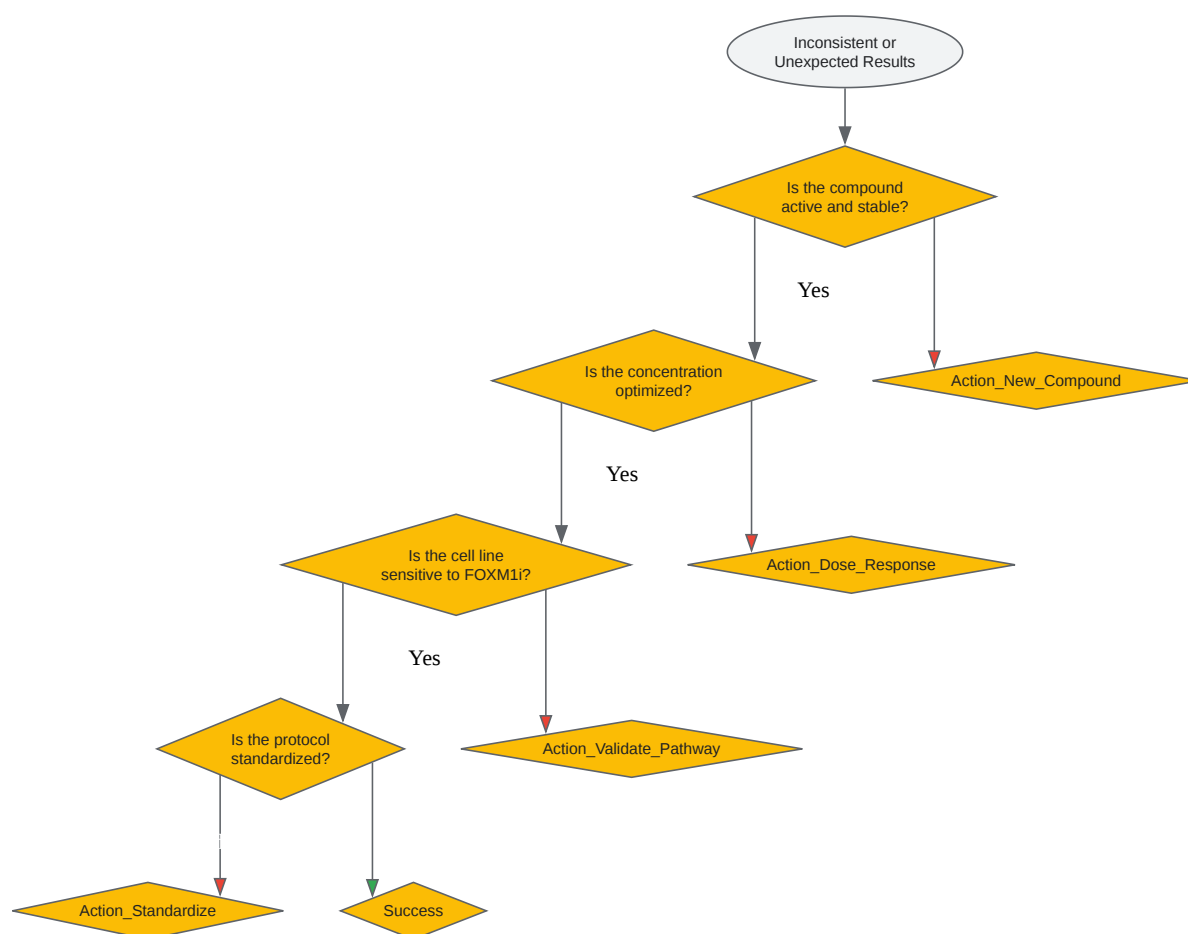 Inconsistent or
Unexpected Results
Is the compound
active and stable?
Yes
Is the concentration
optimized?
Action_New_Compound
Yes
Is the cell line
sensitive to FOXM1i?
Action_Dose_Response
Yes
Is the protocol
standardized?
Action_Validate_Pathway
Action_Standardize
Success